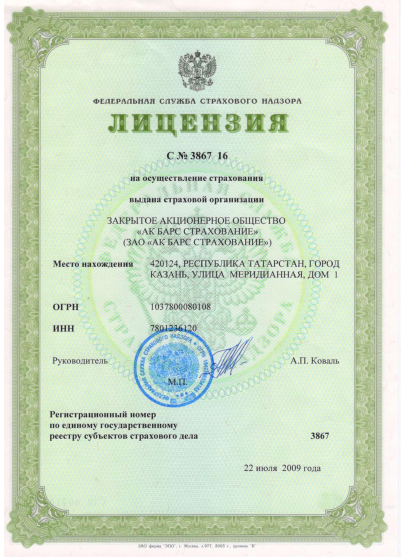 ФЕДЕРАЛЬНАЯ СЛУЖБА СТРАХОВОГО НАДЗОРА
ЛИЦЕНЗИЯ
С № 3867 16
на осуществление страхования
выдана страховой организации
ЗАКРЫТОЕ АКЦИОНЕРНОЕ ОБЩЕСТВО
«АК БАРС СТРАХОВАНИЕ»
(ЗАО «АК БАРС СТРАХОВАНИЕ»)
Место нахождения 420124, РЕСПУБЛИКА ТАТАРСТАН, ГОРОД
КАЗАНЬ, УЛИЦА МЕРИДИАННАЯ, ДОМ 1
ОГРН 1037800080108
ИНН 7801236120
Руководитель А.П. Коваль
М.П.
Регистрационный номер
по единому государственному
реестру субъектов страхового дела 3867
22 июля 2009 года